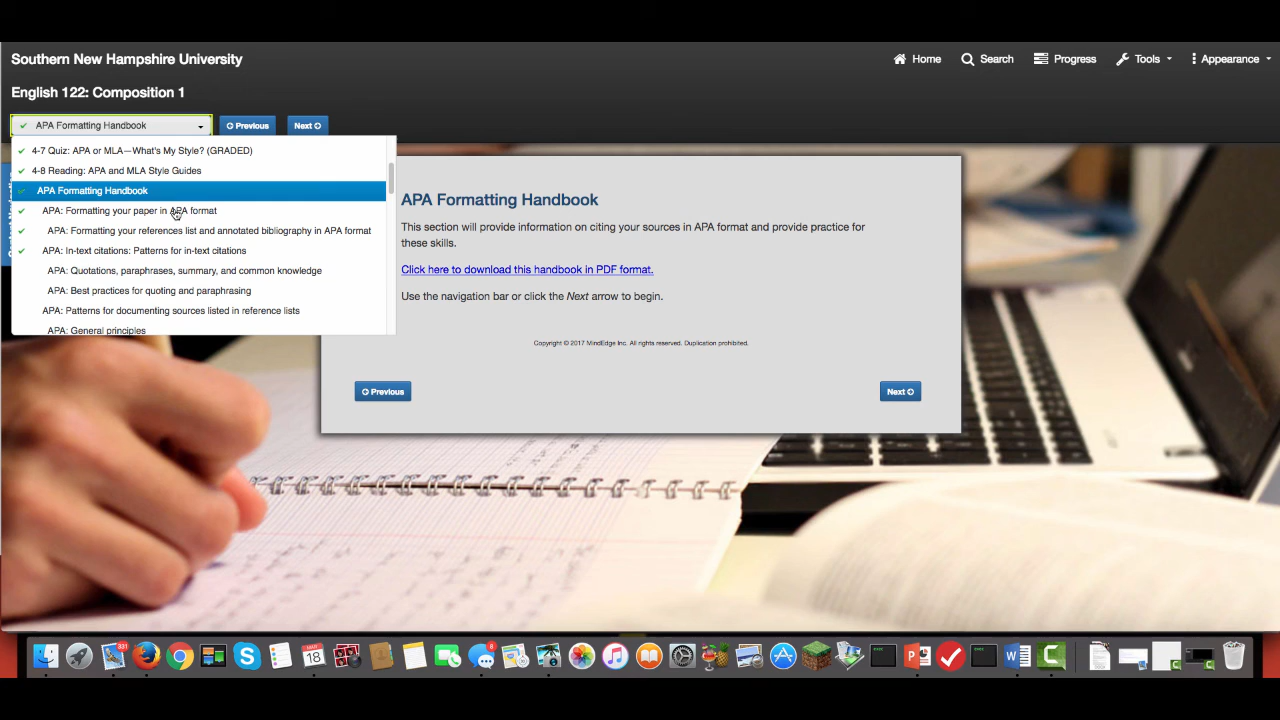 Southern New Hampshire University
Home
Search
Progress
Tools
Appearance
English 122: Composition 1
APA Formatting Handbook
Previous
Next
4-7 Quiz: APA or MLA—What's My Style? (GRADED)
4-8 Reading: APA and MLA Style Guides
APA Formatting Handbook
APA: Formatting your paper in APA format
APA: Formatting your references list and annotated bibliography in APA format
APA: In-text citations: Patterns for in-text citations
APA: Quotations, paraphrases, summary, and common knowledge
APA: Best practices for quoting and paraphrasing
APA: Patterns for documenting sources listed in reference lists
APA: General principles
APA Formatting Handbook
This section will provide information on citing your sources in APA format and provide practice for
these skills.
Click here to download this handbook in PDF format.
Use the navigation bar or click the Next arrow to begin.
Copyright © 2017 MindEdge Inc. All rights reserved. Duplication prohibited.
Previous
Next
331
18
6